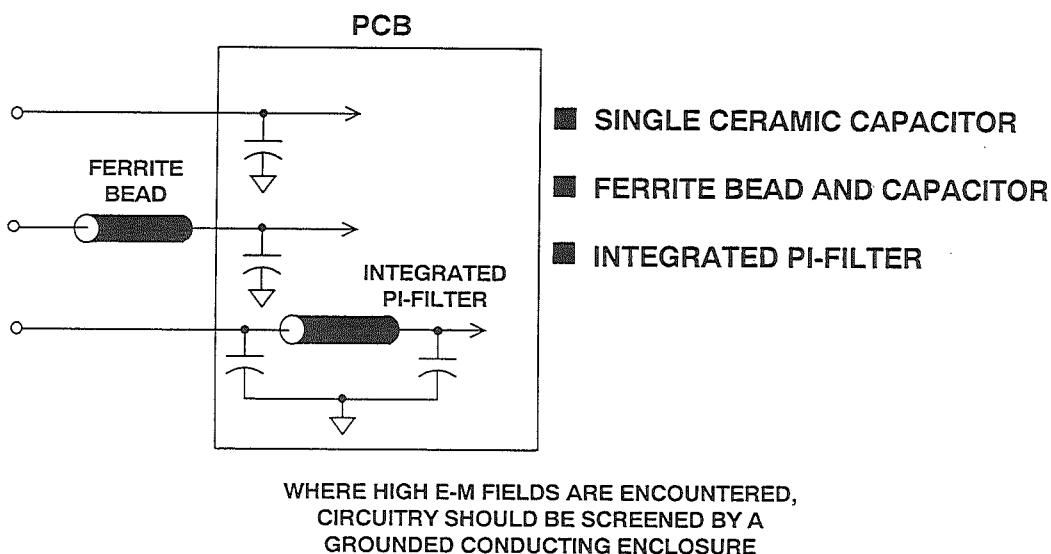 PCB
SINGLE CERAMIC CAPACITOR
FERRITE
BEAD
FERRITE BEAD AND CAPACITOR
INTEGRATED
PI-FILTER
INTEGRATED PI-FILTER
WHERE HIGH E-M FIELDS ARE ENCOUNTERED,
CIRCUITRY SHOULD BE SCREENED BY A
GROUNDED CONDUCTING ENCLOSURE